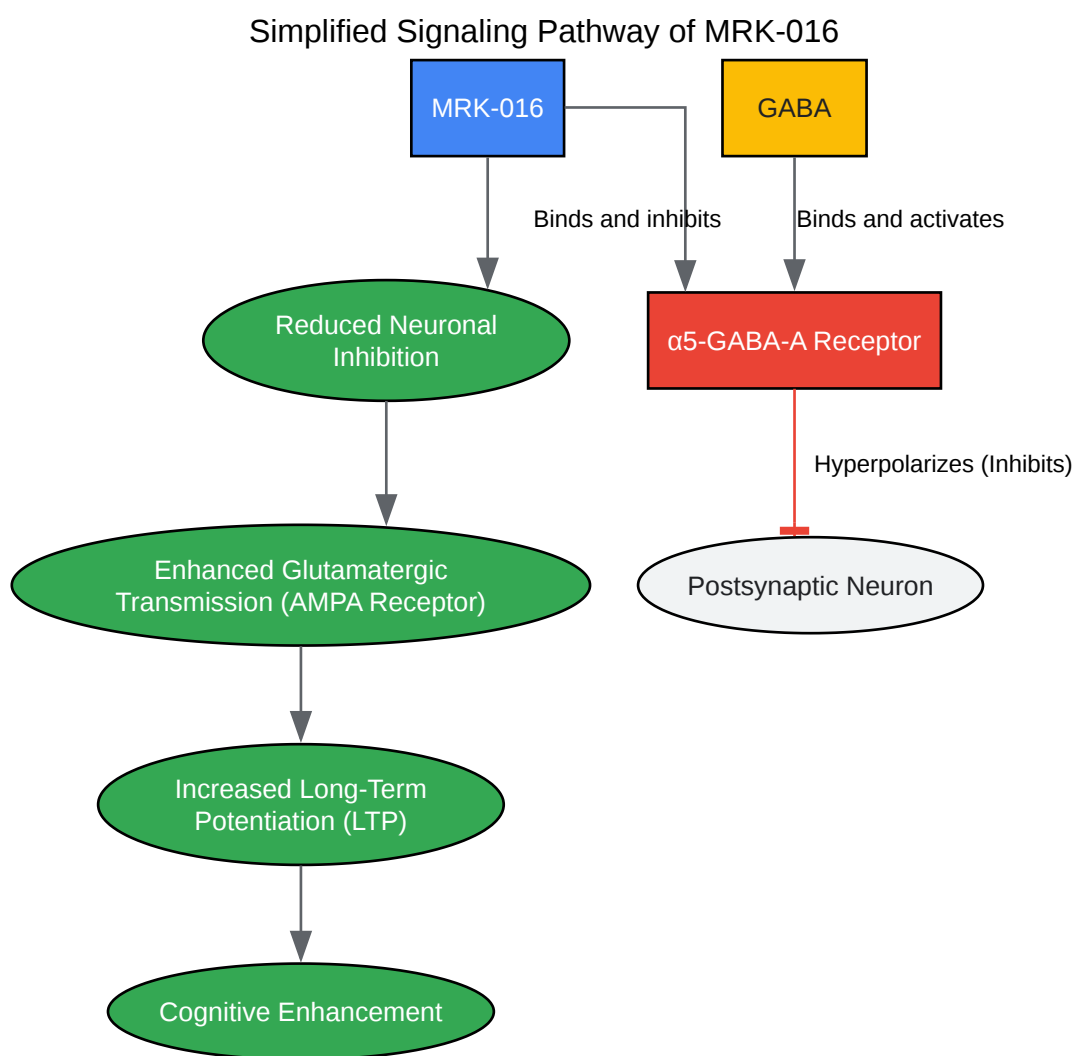 Simplified Signaling Pathway of MRK-016
MRK-016
GABA
Binds and inhibits
Binds and activates
Reduced Neuronal
Inhibition
α5-GABA-A Receptor
Hyperpolarizes (Inhibits)
Enhanced Glutamatergic
Transmission (AMPA Receptor)
Postsynaptic Neuron
Increased Long-Term
Potentiation (LTP)
Cognitive Enhancement